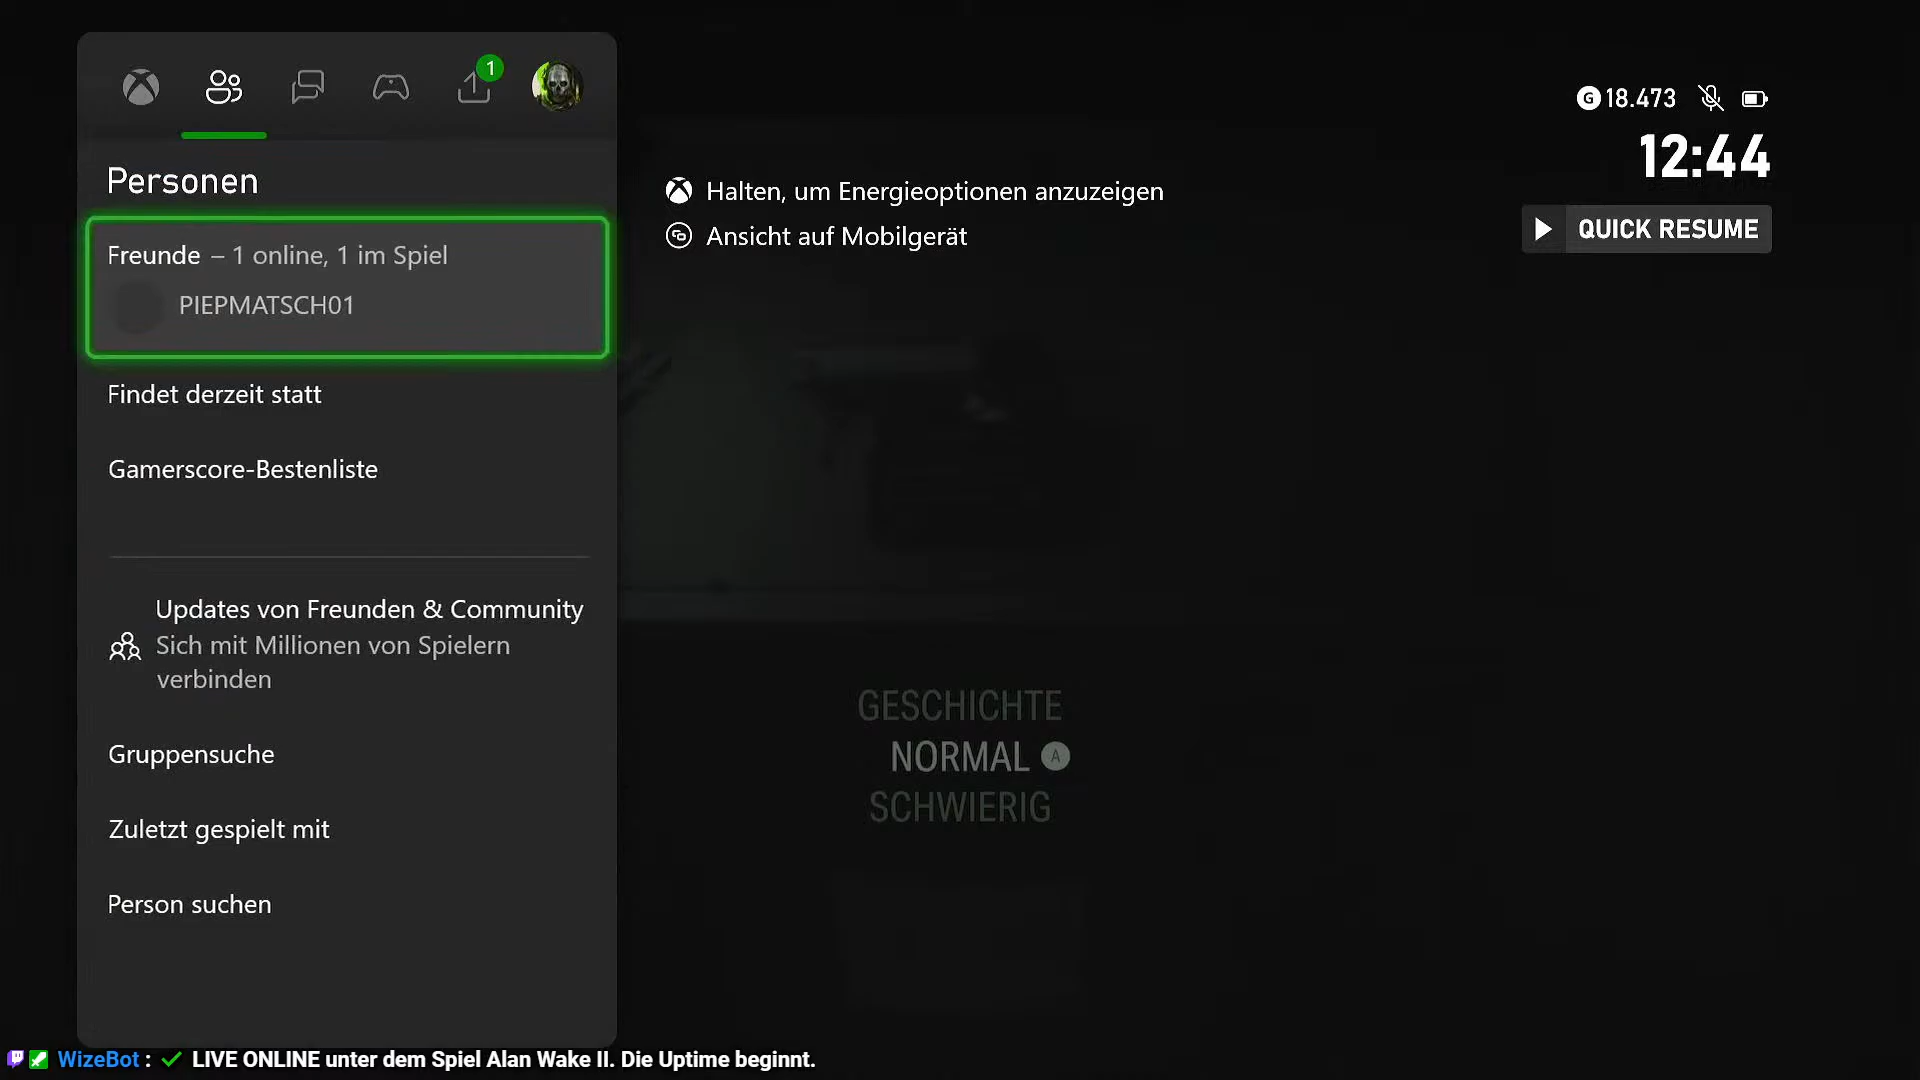 1
Personen
Freunde – 1 online, 1 im Spiel
PIEPMATSCH01
Findet derzeit statt
Gamerscore-Bestenliste
Updates von Freunden & Community
Sich mit Millionen von Spielern
verbinden
Gruppensuche
Zuletzt gespielt mit
Person suchen
Halten, um Energieoptionen anzuzeigen
Ansicht auf Mobilgerät
G 18.473
12:44
QUICK RESUME
GESCHICHTE
NORMAL A
SCHWIERIG
WizeBot : LIVE ONLINE unter dem Spiel Alan Wake II. Die Uptime beginnt.